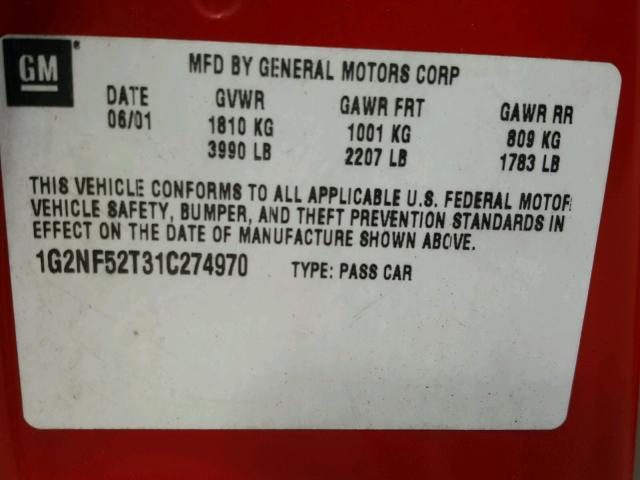 GM
MFD BY GENERAL MOTORS CORP
DATE GVWR GAWR FRT GAWR RR
06/01 1810 KG 1001 KG 809 KG
3990 LB 2207 LB 1783 LB
THIS VEHICLE CONFORMS TO ALL APPLICABLE U.S. FEDERAL MOTOR
VEHICLE SAFETY, BUMPER, AND THEFT PREVENTION STANDARDS IN
EFFECT ON THE DATE OF MANUFACTURE SHOWN ABOVE.
1G2NF52T31C274970 TYPE: PASS CAR